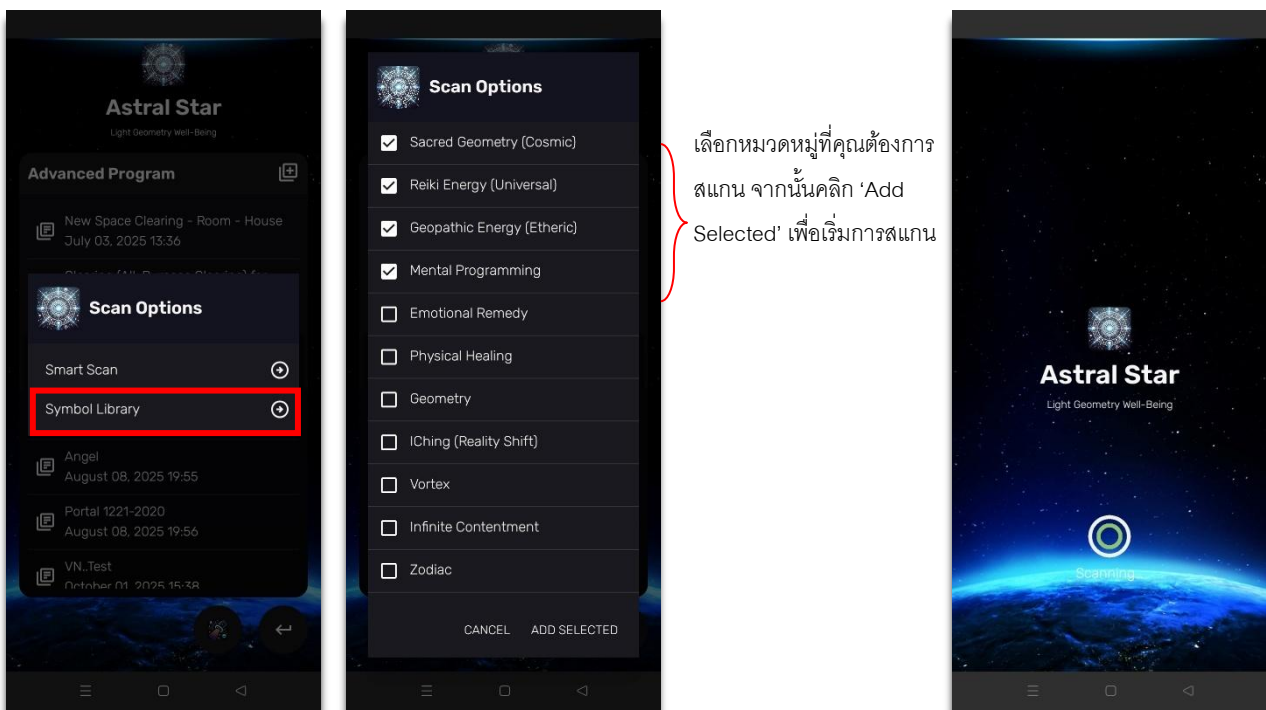 Astral Star
Light Geometry Well-Being
Advanced Program
New Space Clearing - Room - House
July 03, 2025 13:36
Scan Options
Smart Scan
Symbol Library
Angel
August 08, 2025 19:55
Portal 1221-2020
August 08, 2025 19:56
VN..Test
October 01, 2025 15:38
Scan Options
Sacred Geometry (Cosmic)
Reiki Energy (Universal)
Geopathic Energy (Etheric)
Mental Programming
Emotional Remedy
Physical Healing
Geometry
IChing (Reality Shift)
Vortex
Infinite Contentment
Zodiac
CANCEL ADD SELECTED
เลือกหมวดหมู่ที่คุณต้องการ
สแกน จากนั้นคลิก ‘Add
Selected’ เพื่อเริ่มการสแกน
Astral Star
Light Geometry Well-Being
Scanning..